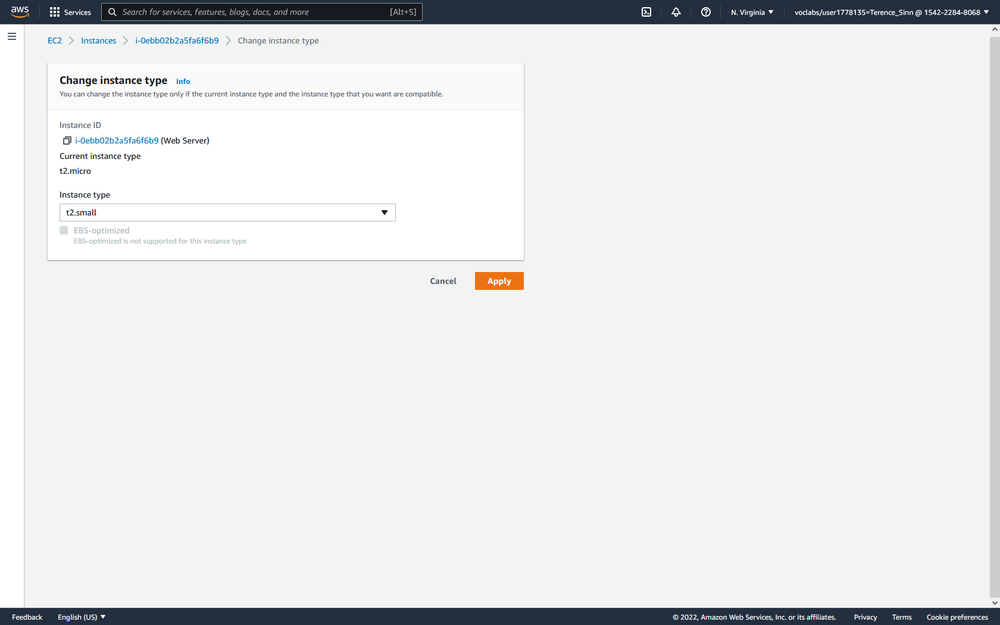 aws Services Search for services, features, blogs, docs, and more [Alt+S] N. Virginia voclabs/user1778135=Terence_Sinn @ 1542-2284-8068
EC2 Instances i-0ebb02b2a5fa6f6b9 Change instance type
Change instance type Info
You can change the instance type only if the current instance type and the instance type that you want are compatible.
Instance ID
i-0ebb02b2a5fa6f6b9 (Web Server)
Current instance type
t2.micro
Instance type
t2.small
EBS-optimized
EBS-optimized is not supported for this instance type
Cancel Apply
Feedback English (US) © 2022, Amazon Web Services, Inc. or its affiliates. Privacy Terms Cookie preferences